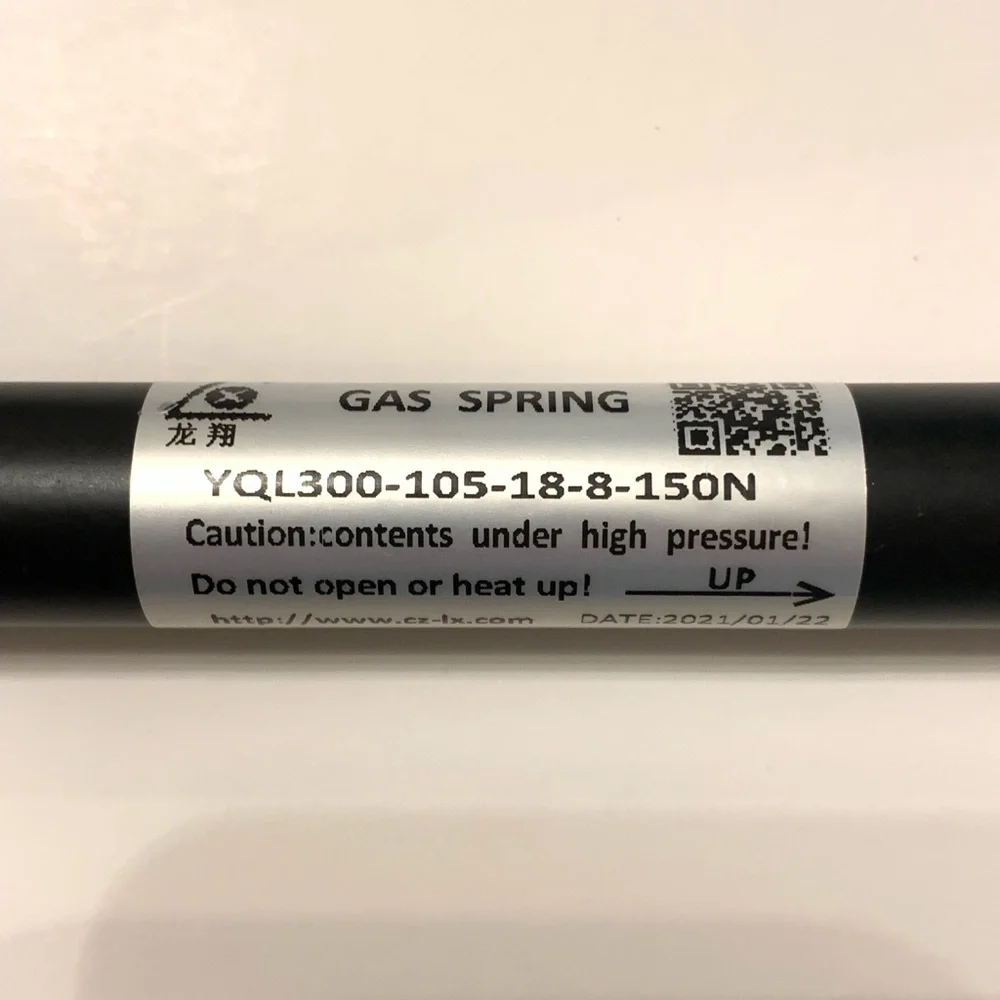 GAS SPRING
龙翔
YQL300-105-18-8-150N
Caution:contents under high pressure!
Do not open or heat up! UP
http://www.cz-lx.com DATE:2021/01/22